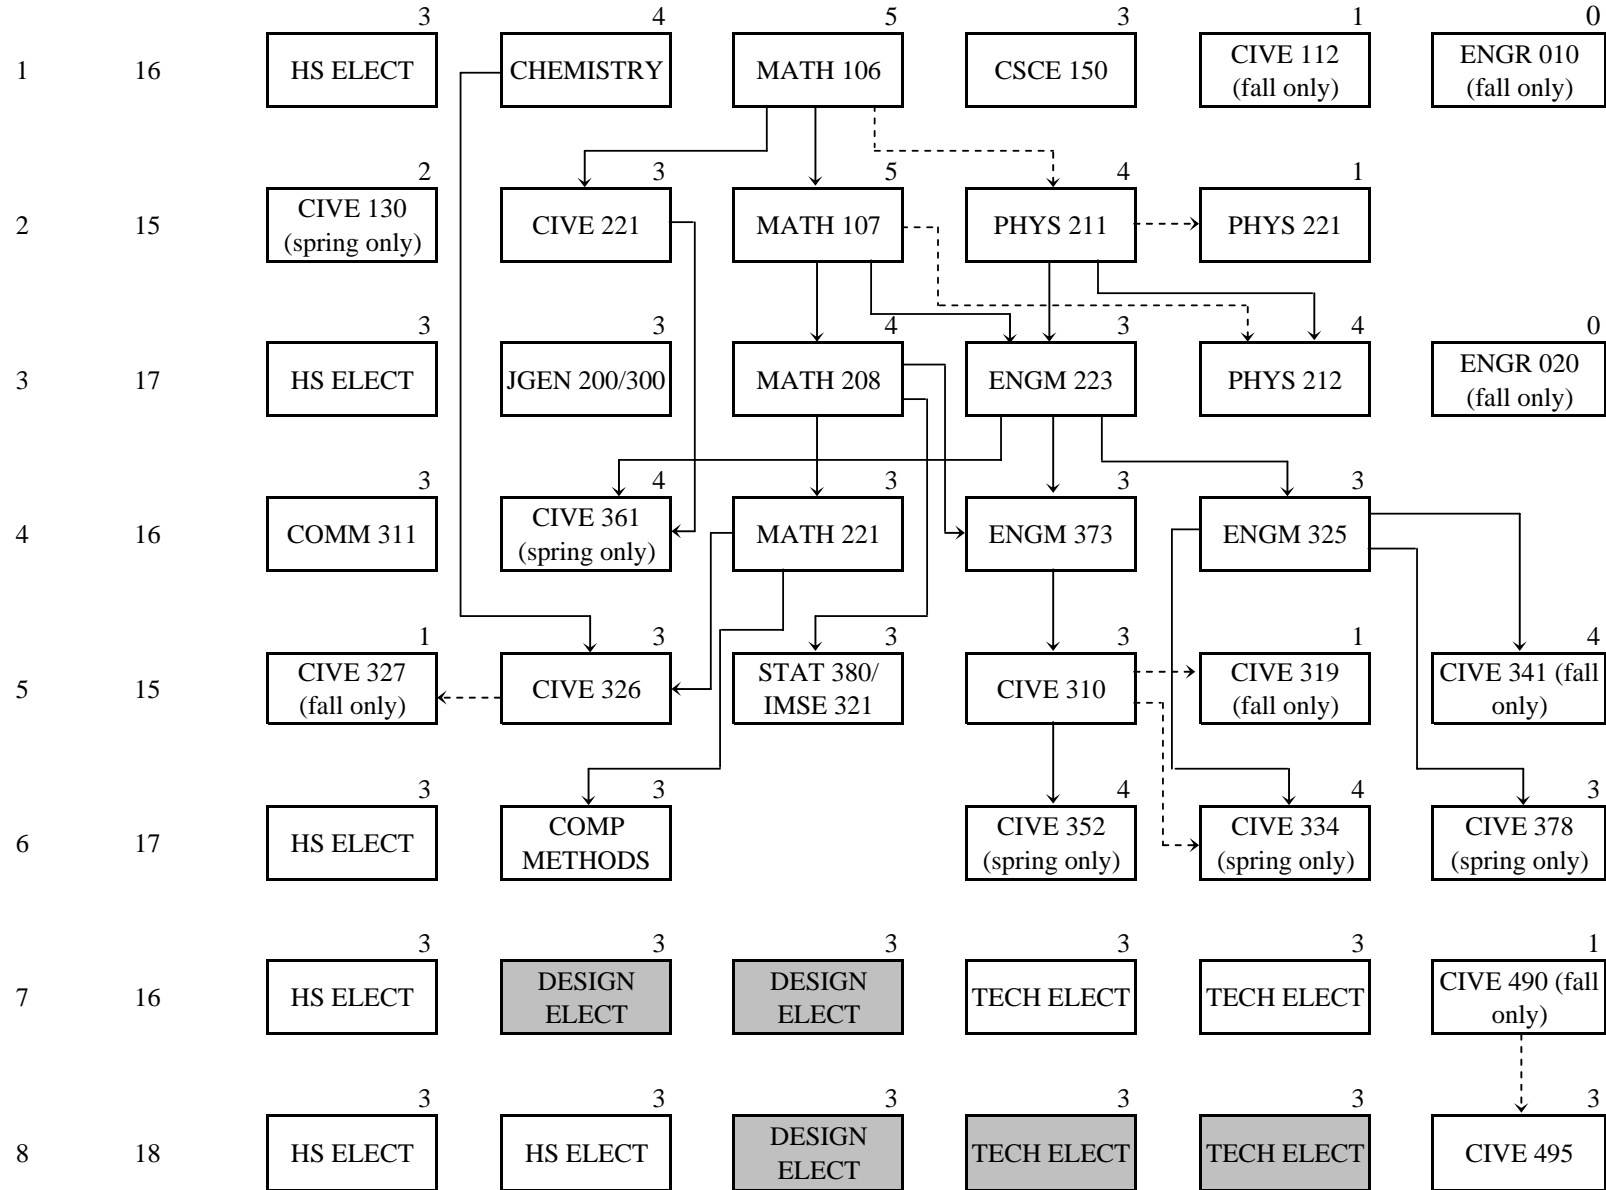 3 4 5 3 1 0
1 16 HS ELECT CHEMISTRY MATH 106 CSCE 150 CIVE 112 ENGR 010
(fall only) (fall only)
2 3 5 4 1
2 15 CIVE 130 CIVE 221 MATH 107 PHYS 211 PHYS 221
(spring only)
3 3 4 3 4 0
3 17 HS ELECT JGEN 200/300 MATH 208 ENGM 223 PHYS 212 ENGR 020
(fall only)
3 4 3 3 3
4 16 COMM 311 CIVE 361 MATH 221 ENGM 373 ENGM 325
(spring only)
1 3 3 3 1 4
5 15 CIVE 327 CIVE 326 STAT 380/ CIVE 310 CIVE 319 CIVE 341 (fall
(fall only) IMSE 321 (fall only) only)
3 3 4 4 3
6 17 HS ELECT COMP CIVE 352 CIVE 334 CIVE 378
METHODS (spring only) (spring only) (spring only)
3 3 3 3 3 1
7 16 HS ELECT DESIGN DESIGN TECH ELECT TECH ELECT CIVE 490 (fall
ELECT ELECT only)
3 3 3 3 3 3
8 18 HS ELECT HS ELECT DESIGN TECH ELECT TECH ELECT CIVE 495
ELECT